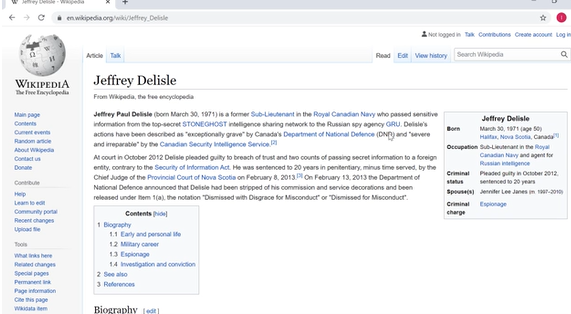 Jeffrey Delisle
en.wikipedia.org/wiki/Jeffrey_Delisle
Not logged in Talk Contributions Create account Log in
WIKIPEDIA
The Free Encyclopedia
Article Talk
Read Edit View history
Search Wikipedia
Jeffrey Delisle
From Wikipedia, the free encyclopedia
Main page
Contents
Current events
Random article
About Wikipedia
Contact us
Donate
Contribute
Help
Learn to edit
Community portal
Recent changes
Upload file
Tools
What links here
Related changes
Special pages
Permanent link
Page information
Cite this page
Wikidata item
Jeffrey Paul Delisle (born March 30, 1971) is a former Sub-Lieutenant in the Royal Canadian Navy who passed sensitive
information from the top-secret STONEGHOST intelligence sharing network to the Russian spy agency GRU. Delisle's
actions have been described as "exceptionally grave" by Canada's Department of National Defence (DND) and "severe
and irreparable" by the Canadian Security Intelligence Service.[2]
At court in October 2012 Delisle pleaded guilty to breach of trust and two counts of passing secret information to a foreign
entity, contrary to the Security of Information Act. He was sentenced to 20 years in penitentiary, minus time served, by the
Chief Judge of the Provincial Court of Nova Scotia on February 8, 2013.[3] On February 13, 2013 the Department of
National Defence announced that Delisle had been stripped of his commission and service decorations and been
released under Item 1(a), the notation "Dismissed with Disgrace for Misconduct" or "Dismissed for Misconduct".
Contents [hide]
1 Biography
1.1 Early and personal life
1.2 Military career
1.3 Espionage
1.4 Investigation and conviction
2 See also
3 References
Biography [ edit ]
Jeffrey Delisle
Born March 30, 1971 (age 50)
Halifax, Nova Scotia, Canada[1]
Occupation Sub-Lieutenant in the Royal
Canadian Navy and agent for
Russian intelligence
Criminal status Pleaded guilty in October 2012,
sentenced to 20 years
Spouse(s) Jennifer Lee Janes (m. 1997–2010)
Criminal charge Espionage